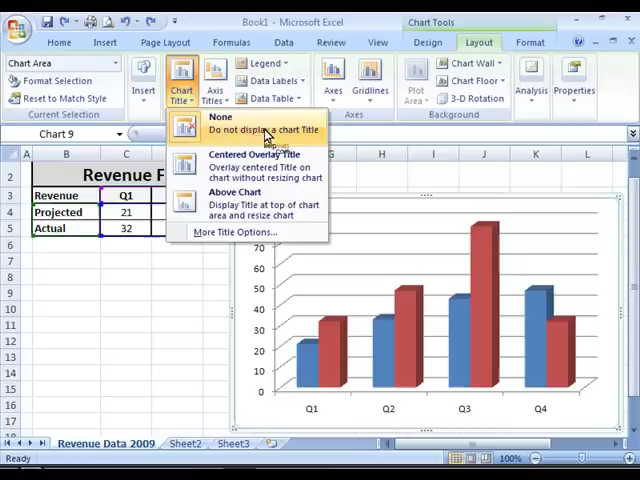 Book1 - Microsoft Excel
Chart Tools
Home Insert Page Layout Formulas Data Review View Design Layout Format
Chart Area
Format Selection
Reset to Match Style
Current Selection
Insert
Chart Title
Axis Titles
Legend
Data Labels
Data Table
Axes
Gridlines
Axes
Plot Area
Chart Wall
Chart Floor
3-D Rotation
Background
Analysis
Properties
None
Do not display a chart Title
Centered Overlay Title
Overlay centered Title on
chart without resizing chart
Above Chart
Display Title at top of chart
area and resize chart
More Title Options...
Chart 9
A B C G H I J K L
2 Revenue F
3 Revenue Q1
4 Projected 21
5 Actual 32
6
7
8
9
10
11
12
13
14
15
16
17
70
60
50
40
30
20
10
0
Q1 Q2 Q3 Q4
Revenue Data 2009 Sheet2 Sheet3
Ready 100%